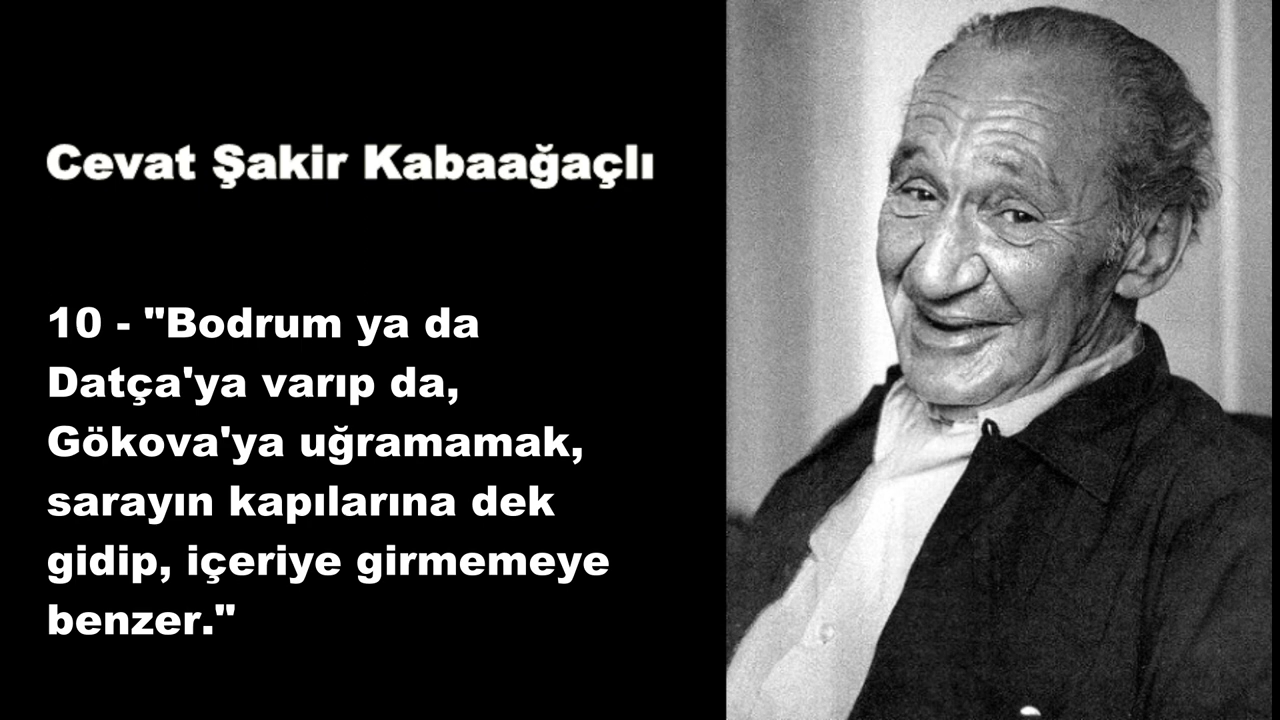 Cevat Şakir Kabaağaçlı
10 - "Bodrum ya da
Datça'ya varıp da,
Gökova'ya uğramamak,
sarayın kapılarına dek
gidip, içeriye girmemeye
benzer."